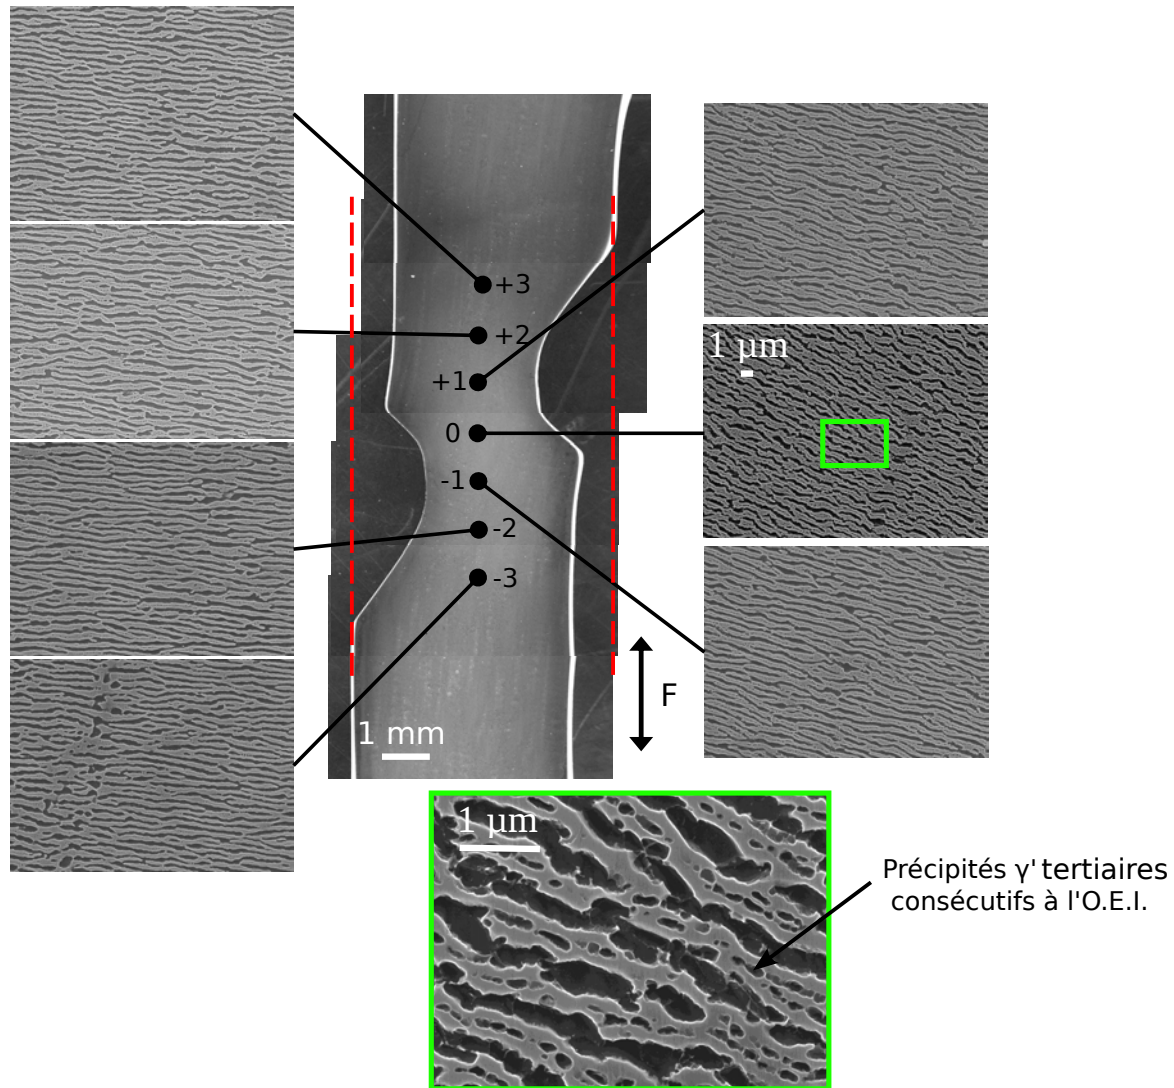 +3
+2
+1
0
-1
-2
-3
1 µm
F
1 mm
1 µm
Précipités γ' tertiaires
consécutifs à l'O.E.I.